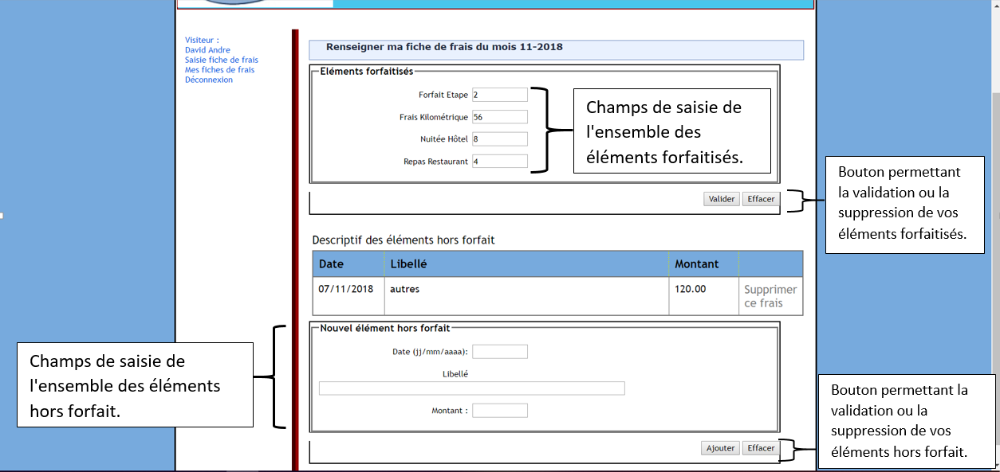 Visiteur :
David Andre
Saisie fiche de frais
Mes fiches de frais
Déconnexion
Renseigner ma fiche de frais du mois 11-2018
Eléments forfaitisés
Forfait Etape 2
Frais Kilométrique 56
Nuitée Hôtel 8
Repas Restaurant 4
Champs de saisie de
l'ensemble des
éléments forfaitisés.
Valider Effacer
Bouton permettant
la validation ou la
suppression de vos
éléments forfaitisés.
Descriptif des éléments hors forfait
Date Libellé Montant
07/11/2018 autres 120.00 Supprimer
ce frais
Nouvel élément hors forfait
Date (jj/mm/aaaa):
Libellé
Montant :
Champs de saisie de
l'ensemble des éléments
hors forfait.
Ajouter Effacer
Bouton permettant la
validation ou la
suppression de vos
éléments hors forfait.